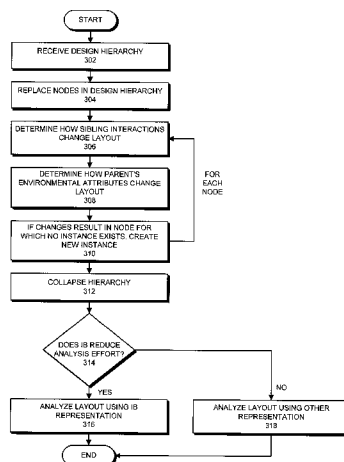 START
RECEIVE DESIGN HIERARCHY
302
REPLACE NODES IN DESIGN HIERARCHY
304
DETERMINE HOW SIBLING INTERACTIONS
CHANGE LAYOUT
306
DETERMINE HOW PARENT'S
ENVIRONMENTAL ATTRIBUTES CHANGE
LAYOUT
308
IF CHANGES RESULT IN NODE FOR
WHICH NO INSTANCE EXISTS, CREATE
NEW INSTANCE
310
FOR
EACH
NODE
COLLAPSE HIERARCHY
312
DOES IB REDUCE
ANALYSIS EFFORT?
314
YES
NO
ANALYZE LAYOUT USING IB
REPRESENTATION
316
ANALYZE LAYOUT USING OTHER
REPRESENTATION
318
END